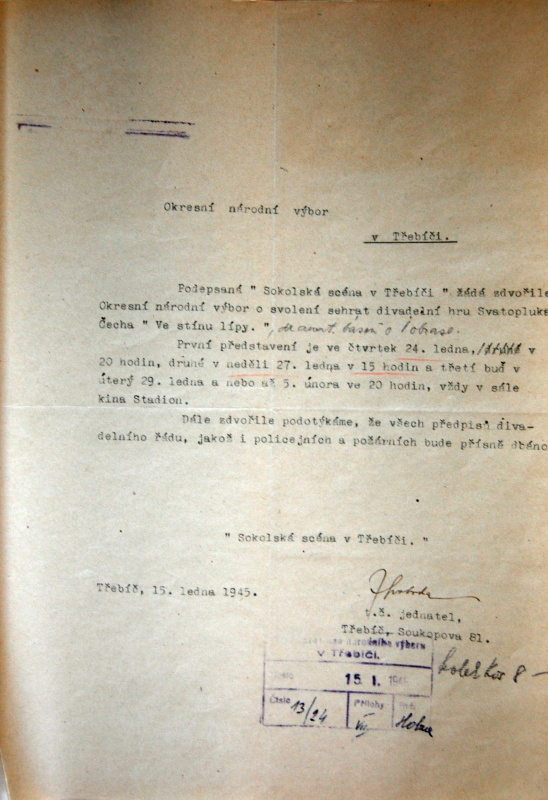 Okresní národní výbor
v Třebíči.
Podepsaná " Sokolská scéna v Třebíči " žádá zdvořile
Okresní národní výbor o svolení sehrát divadelní hru Svatopluka
Čecha " Ve stínu lípy. ",
První představení je ve čtvrtek 24. ledna, v
20 hodin, druhé v neděli 27. ledna v 15 hodin a třetí buď v
úterý 29. ledna a nebo až 5. února ve 20 hodin, vždy v sále
kina Stadion.
Dále zdvořile podotýkáme, že všech předpisů diva-
delního řádu, jakož i policejních a požárních bude přísně dbáno
" Sokolská scéna v Třebíči. "
Třebíč, 15. ledna 1945.
t.č. jednatel,
Třebíč, Soukopova 81.
národního výboru
v Třebíči.
15. I.
Číslo 13/24 Přílohy
kolek Kčs 8 —